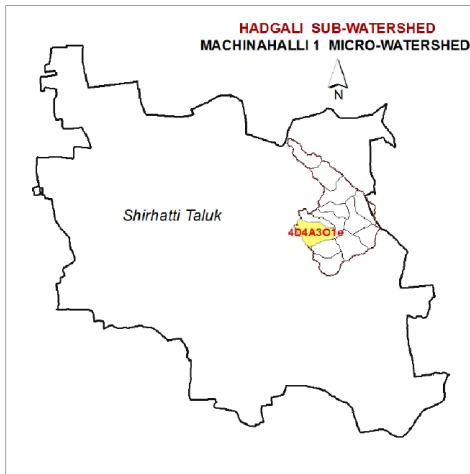 HADGALI SUB-WATERSHED
MACHINAHALLI 1 MICRO-WATERSHED
N
Shirhatti Taluk
4D4A3O1e